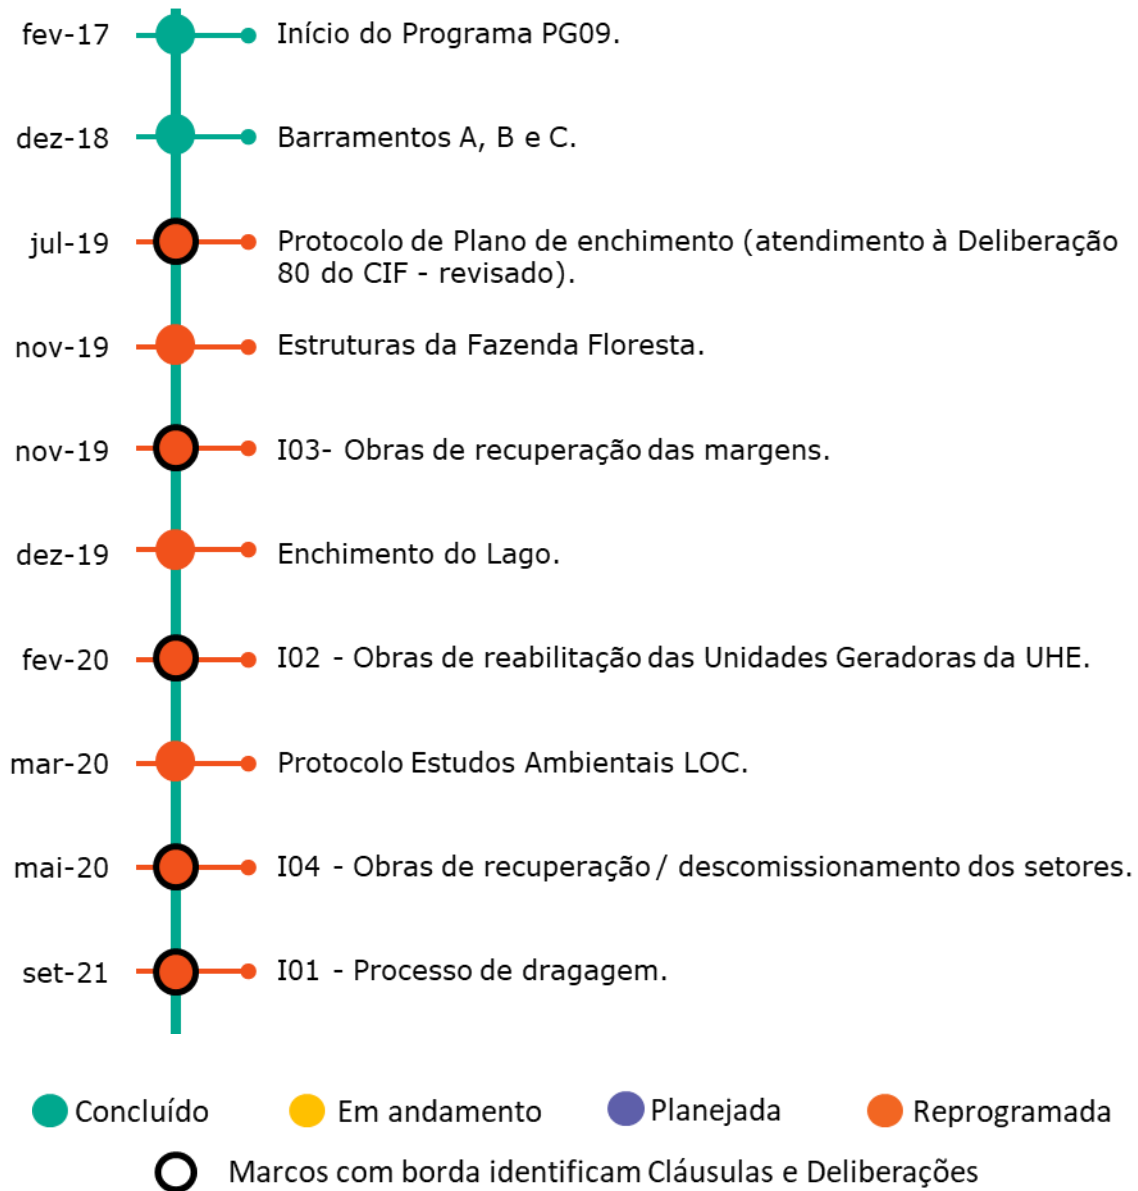 fev-17 Início do Programa PG09.
dez-18 Barramentos A, B e C.
jul-19 Protocolo de Plano de enchimento (atendimento à Deliberação
80 do CIF - revisado).
nov-19 Estruturas da Fazenda Floresta.
nov-19 I03- Obras de recuperação das margens.
dez-19 Enchimento do Lago.
fev-20 I02 - Obras de reabilitação das Unidades Geradoras da UHE.
mar-20 Protocolo Estudos Ambientais LOC.
mai-20 I04 - Obras de recuperação / descomissionamento dos setores.
set-21 I01 - Processo de dragagem.
Concluído Em andamento Planejada Reprogramada
Marcos com borda identificam Cláusulas e Deliberações